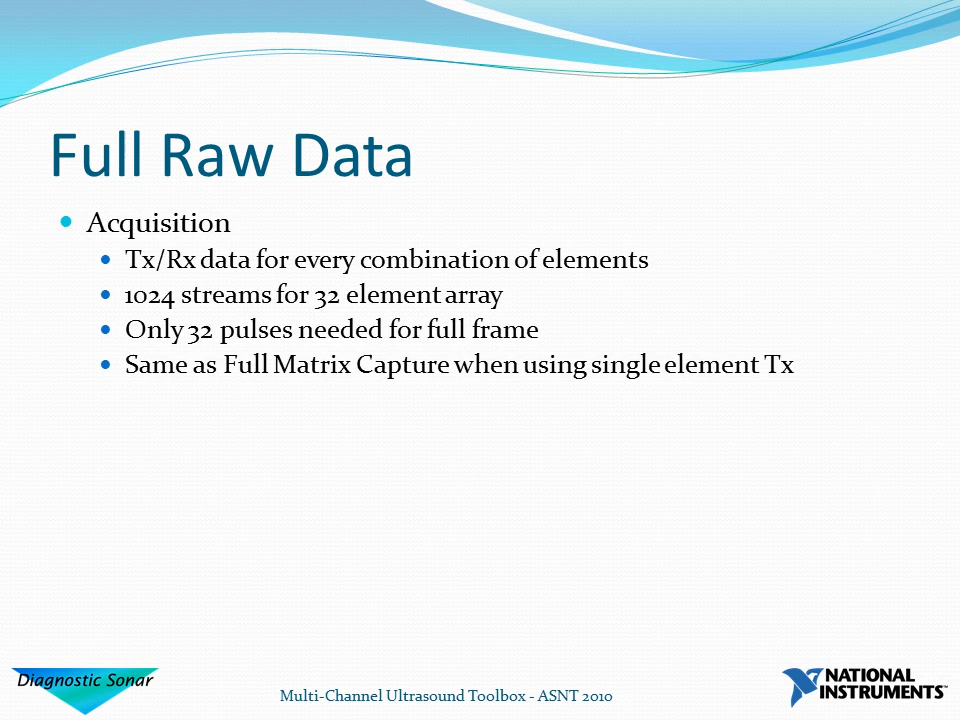 Full Raw Data
Acquisition
Tx/Rx data for every combination of elements
1024 streams for 32 element array
Only 32 pulses needed for full frame
Same as Full Matrix Capture when using single element Tx
Diagnostic Sonar
Multi-Channel Ultrasound Toolbox - ASNT 2010
NATIONAL
INSTRUMENTS™